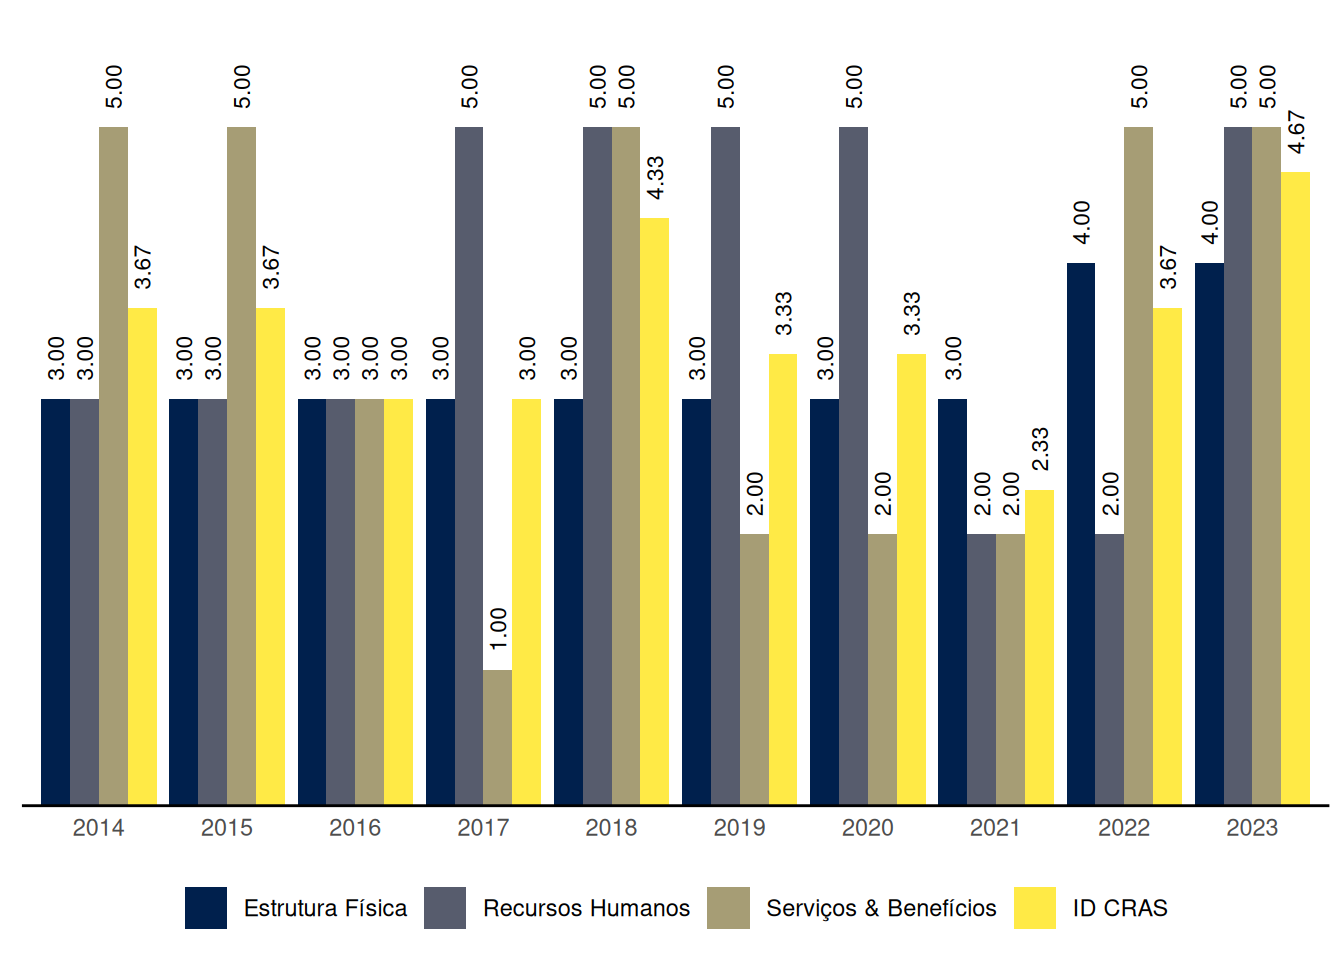 3.00 3.00 5.00 3.67 3.00 3.00 5.00 3.67 3.00 3.00 3.00 3.00 3.00 5.00 1.00 3.00 3.00 5.00 5.00 4.33 3.00 5.00 2.00 3.33 3.00 5.00 2.00 3.33 3.00 2.00 2.00 2.33 4.00 2.00 5.00 3.67 4.00 5.00 5.00 4.67
2014 2015 2016 2017 2018 2019 2020 2021 2022 2023
Estrutura Física Recursos Humanos Serviços & Benefícios ID CRAS